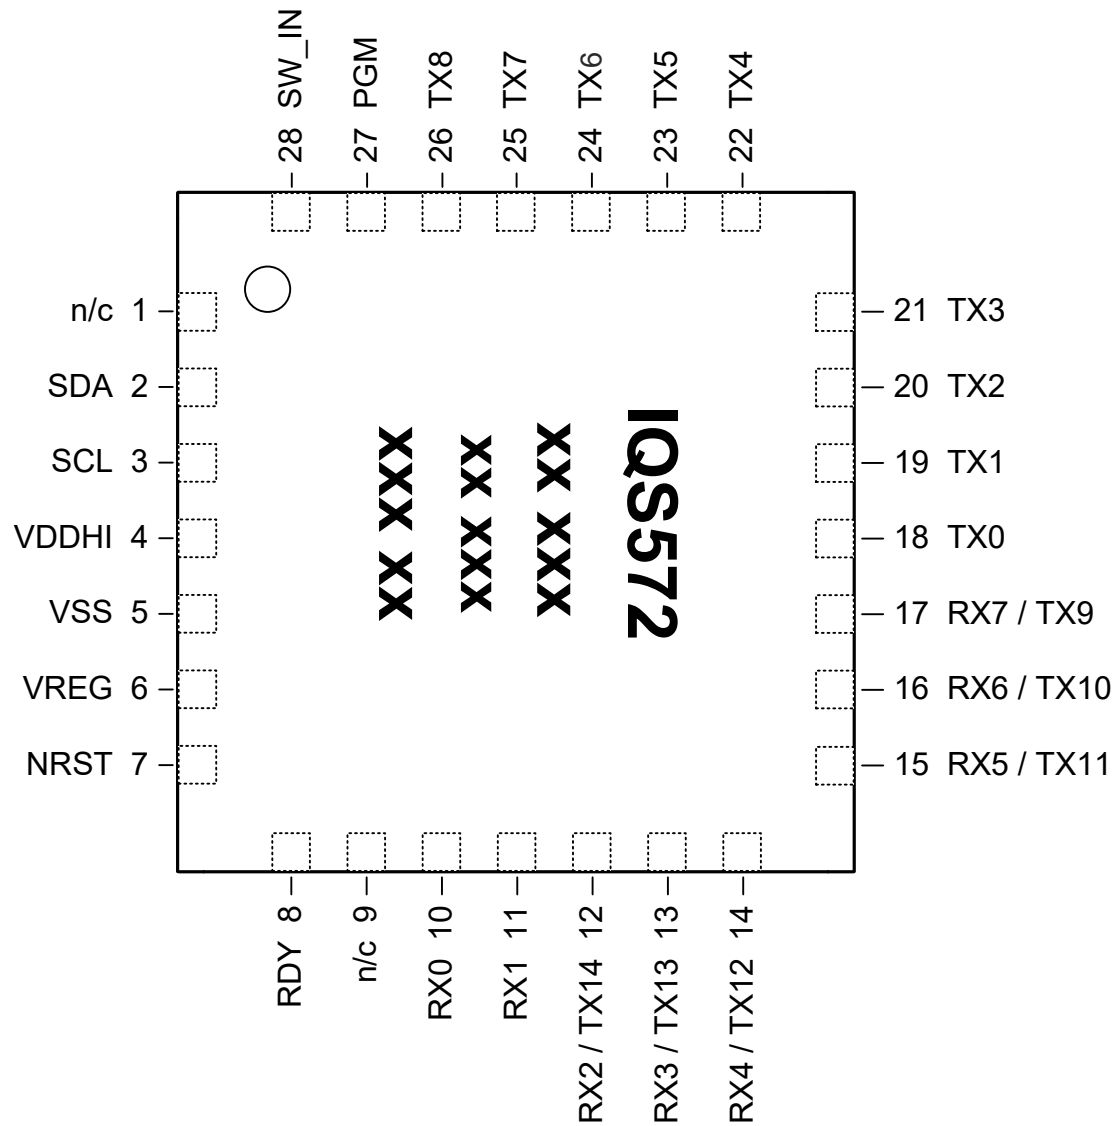 28 SW_IN
27 PGM
26 TX8
25 TX7
24 TX6
23 TX5
22 TX4
n/c 1
SDA 2
SCL 3
VDDHI 4
VSS 5
VREG 6
NRST 7
IQS572
xx xxx
xxx xx
xx xxx
21 TX3
20 TX2
19 TX1
18 TX0
17 RX7 / TX9
16 RX6 / TX10
15 RX5 / TX11
RDY 8
n/c 9
RX0 10
RX1 11
RX2 / TX14 12
RX3 / TX13 13
RX4 / TX12 14